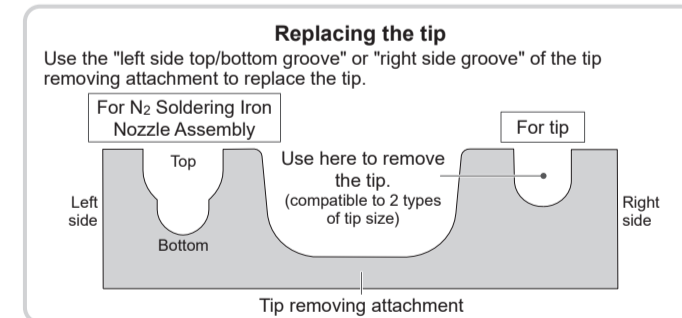 Replacing the tip
Use the "left side top/bottom groove" or "right side groove" of the tip
removing attachment to replace the tip.
For N2 Soldering Iron
Nozzle Assembly
For tip
Top
Use here to remove
the tip.
(compatible to 2 types
of tip size)
Left
side
Right
side
Bottom
Tip removing attachment